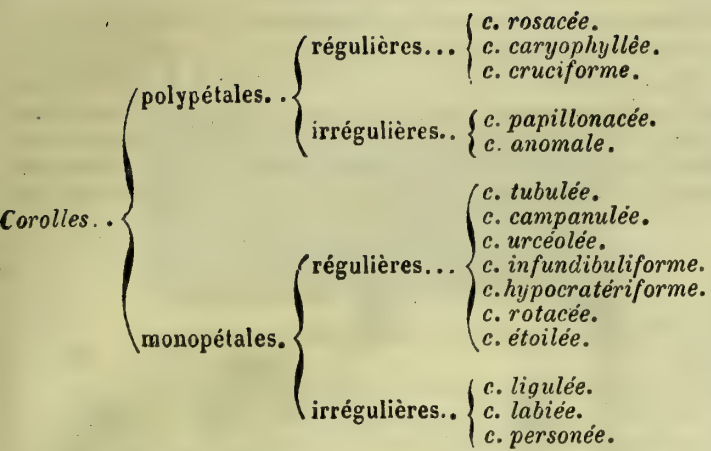 c. rosacée.
régulières... c. caryophyllée.
c. cruciforme.
polypétales. .
irrégulières.. c. papillonacée.
c. anomale.
Corolles. .
c. tubulée.
c. campanulée.
c. urcéolée.
régulières... c. infundibuliforme.
c. hypocratériforme.
c. rotacée.
monopétales.
c. étoilée.
c. ligulée.
irrégulières.. c. labiée.
c. personée.